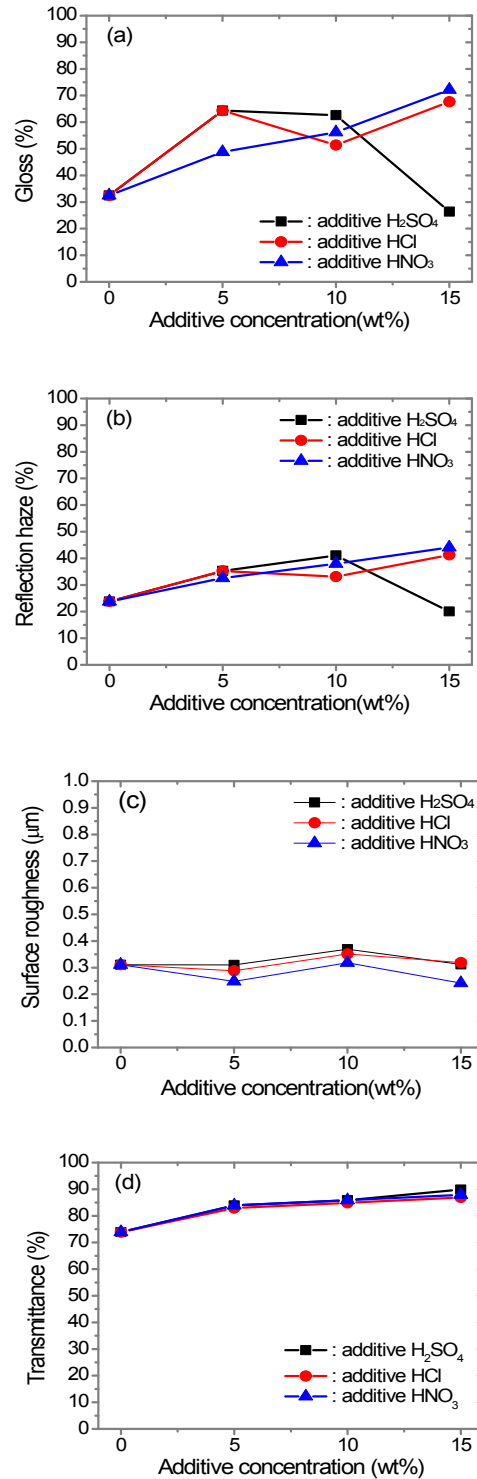 (a)
100
90
80
70
60
50
40
30
20
10
0
Gloss (%)
: additive H₂SO₄
: additive HCl
: additive HNO₃
0 5 10 15
Additive concentration(wt%)
(b)
100
90
80
70
60
50
40
30
20
10
0
Reflection haze (%)
: additive H₂SO₄
: additive HCl
: additive HNO₃
0 5 10 15
Additive concentration(wt%)
(c)
1.0
0.9
0.8
0.7
0.6
0.5
0.4
0.3
0.2
0.1
0.0
Surface roughness (μm)
: additive H₂SO₄
: additive HCl
: additive HNO₃
0 5 10 15
Additive concentration(wt%)
(d)
100
90
80
70
60
50
40
30
20
10
0
Transmittance (%)
: additive H₂SO₄
: additive HCl
: additive HNO₃
0 5 10 15
Additive concentration (wt%)